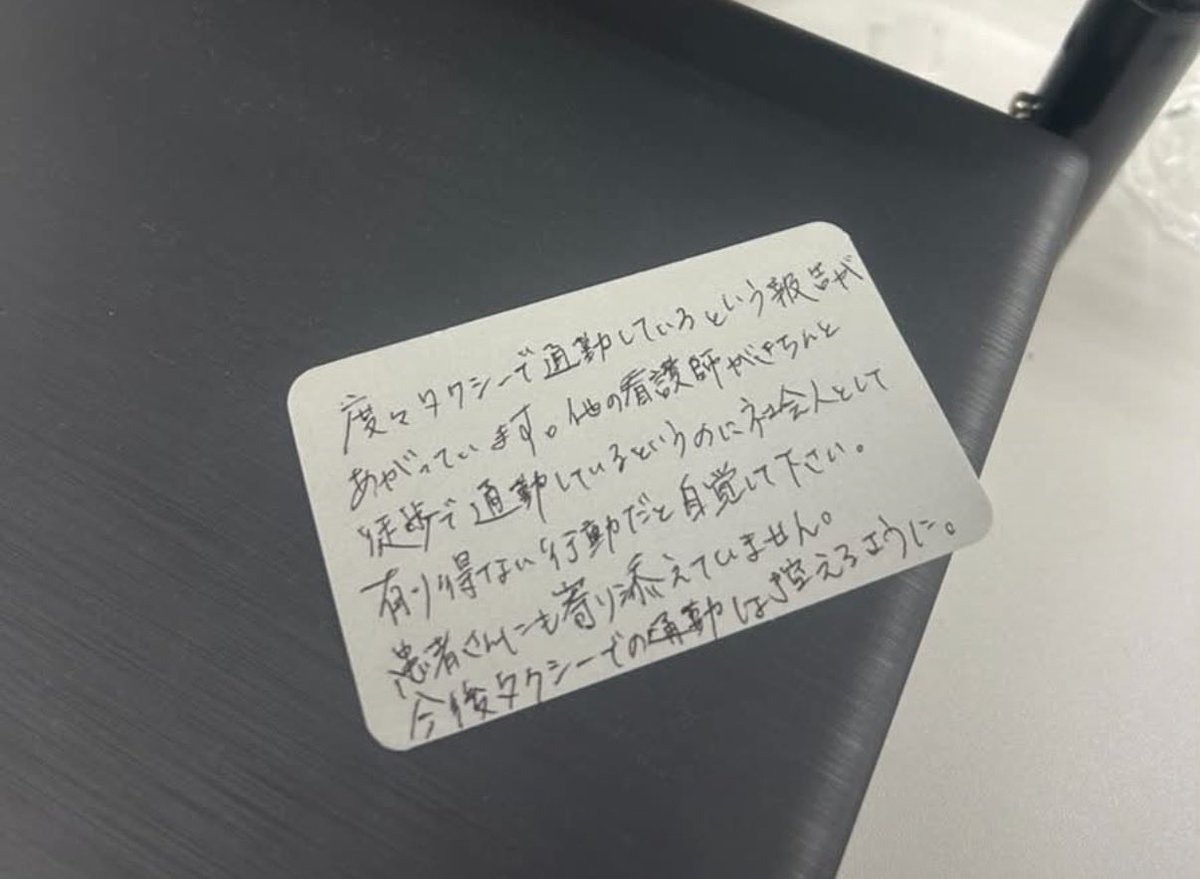 度々タクシーで通勤しているという報告が
あがっています。他の看護師がきちんと
徒歩で通勤しているというのに社会人として
有り得ない行動だと自覚して下さい。
患者さんにも寄り添えていません。
今後タクシーでの通勤は控えるように。